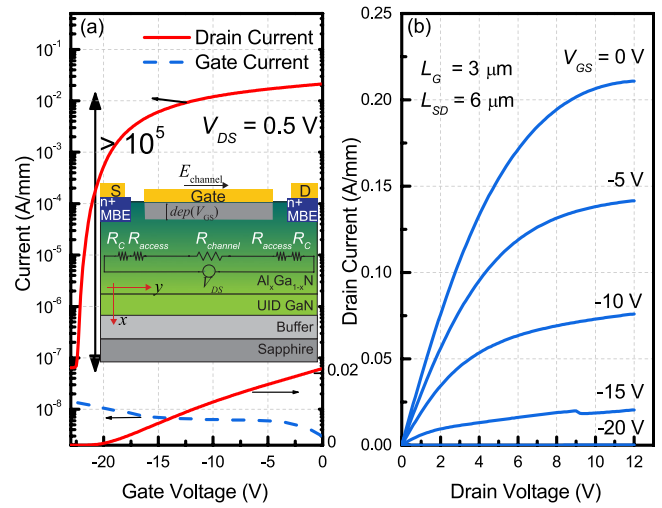 (a)
Drain Current
Gate Current
V_DS = 0.5 V
> 10^5
E_channel
S
Gate
D
n+ MBE
dep(V_GS)
n+ MBE
R_C R_access
R_channel
R_access R_C
V_DS
Al_xGa_1-xN
y
x
UID GaN
Buffer
Sapphire
10^-1
10^-2
10^-3
10^-4
10^-5
10^-6
10^-7
10^-8
Current (A/mm)
0.02
0
-20
-15
-10
-5
0
Gate Voltage (V)
(b)
V_GS = 0 V
L_G = 3 μm
L_SD = 6 μm
-5 V
-10 V
-15 V
-20 V
0.25
0.20
0.15
0.10
0.05
0.00
Drain Current (A/mm)
0
2
4
6
8
10
12
Drain Voltage (V)